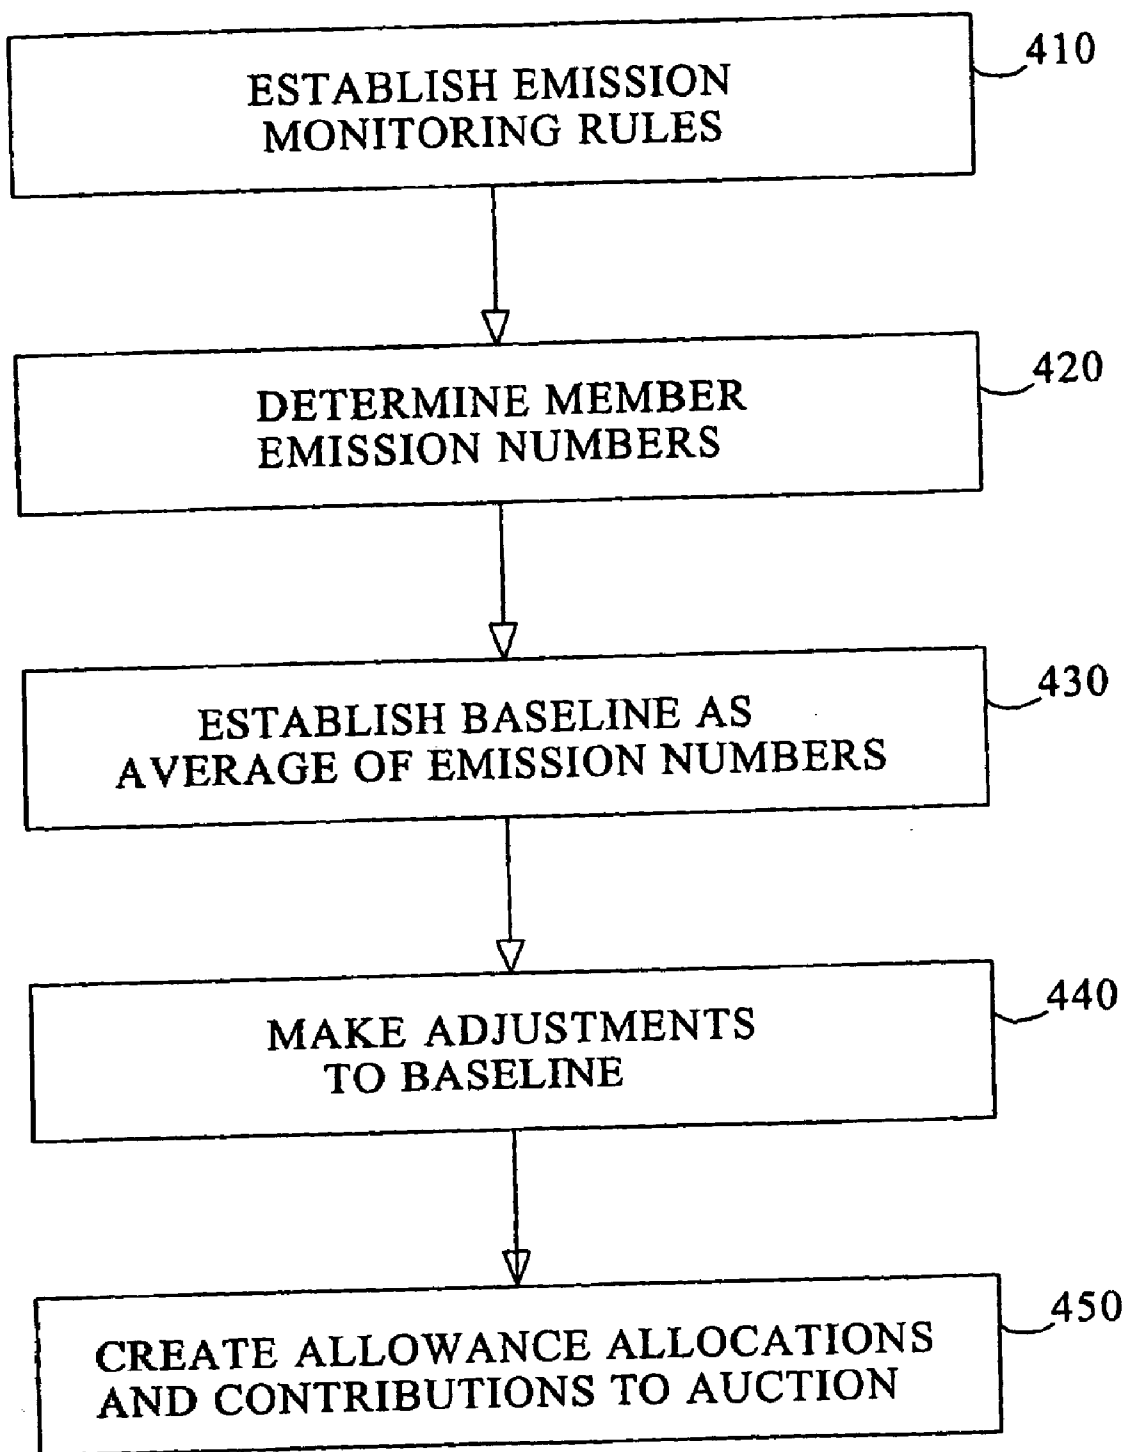 410
ESTABLISH EMISSION
MONITORING RULES
420
DETERMINE MEMBER
EMISSION NUMBERS
430
ESTABLISH BASELINE AS
AVERAGE OF EMISSION NUMBERS
440
MAKE ADJUSTMENTS
TO BASELINE
450
CREATE ALLOWANCE ALLOCATIONS
AND CONTRIBUTIONS TO AUCTION